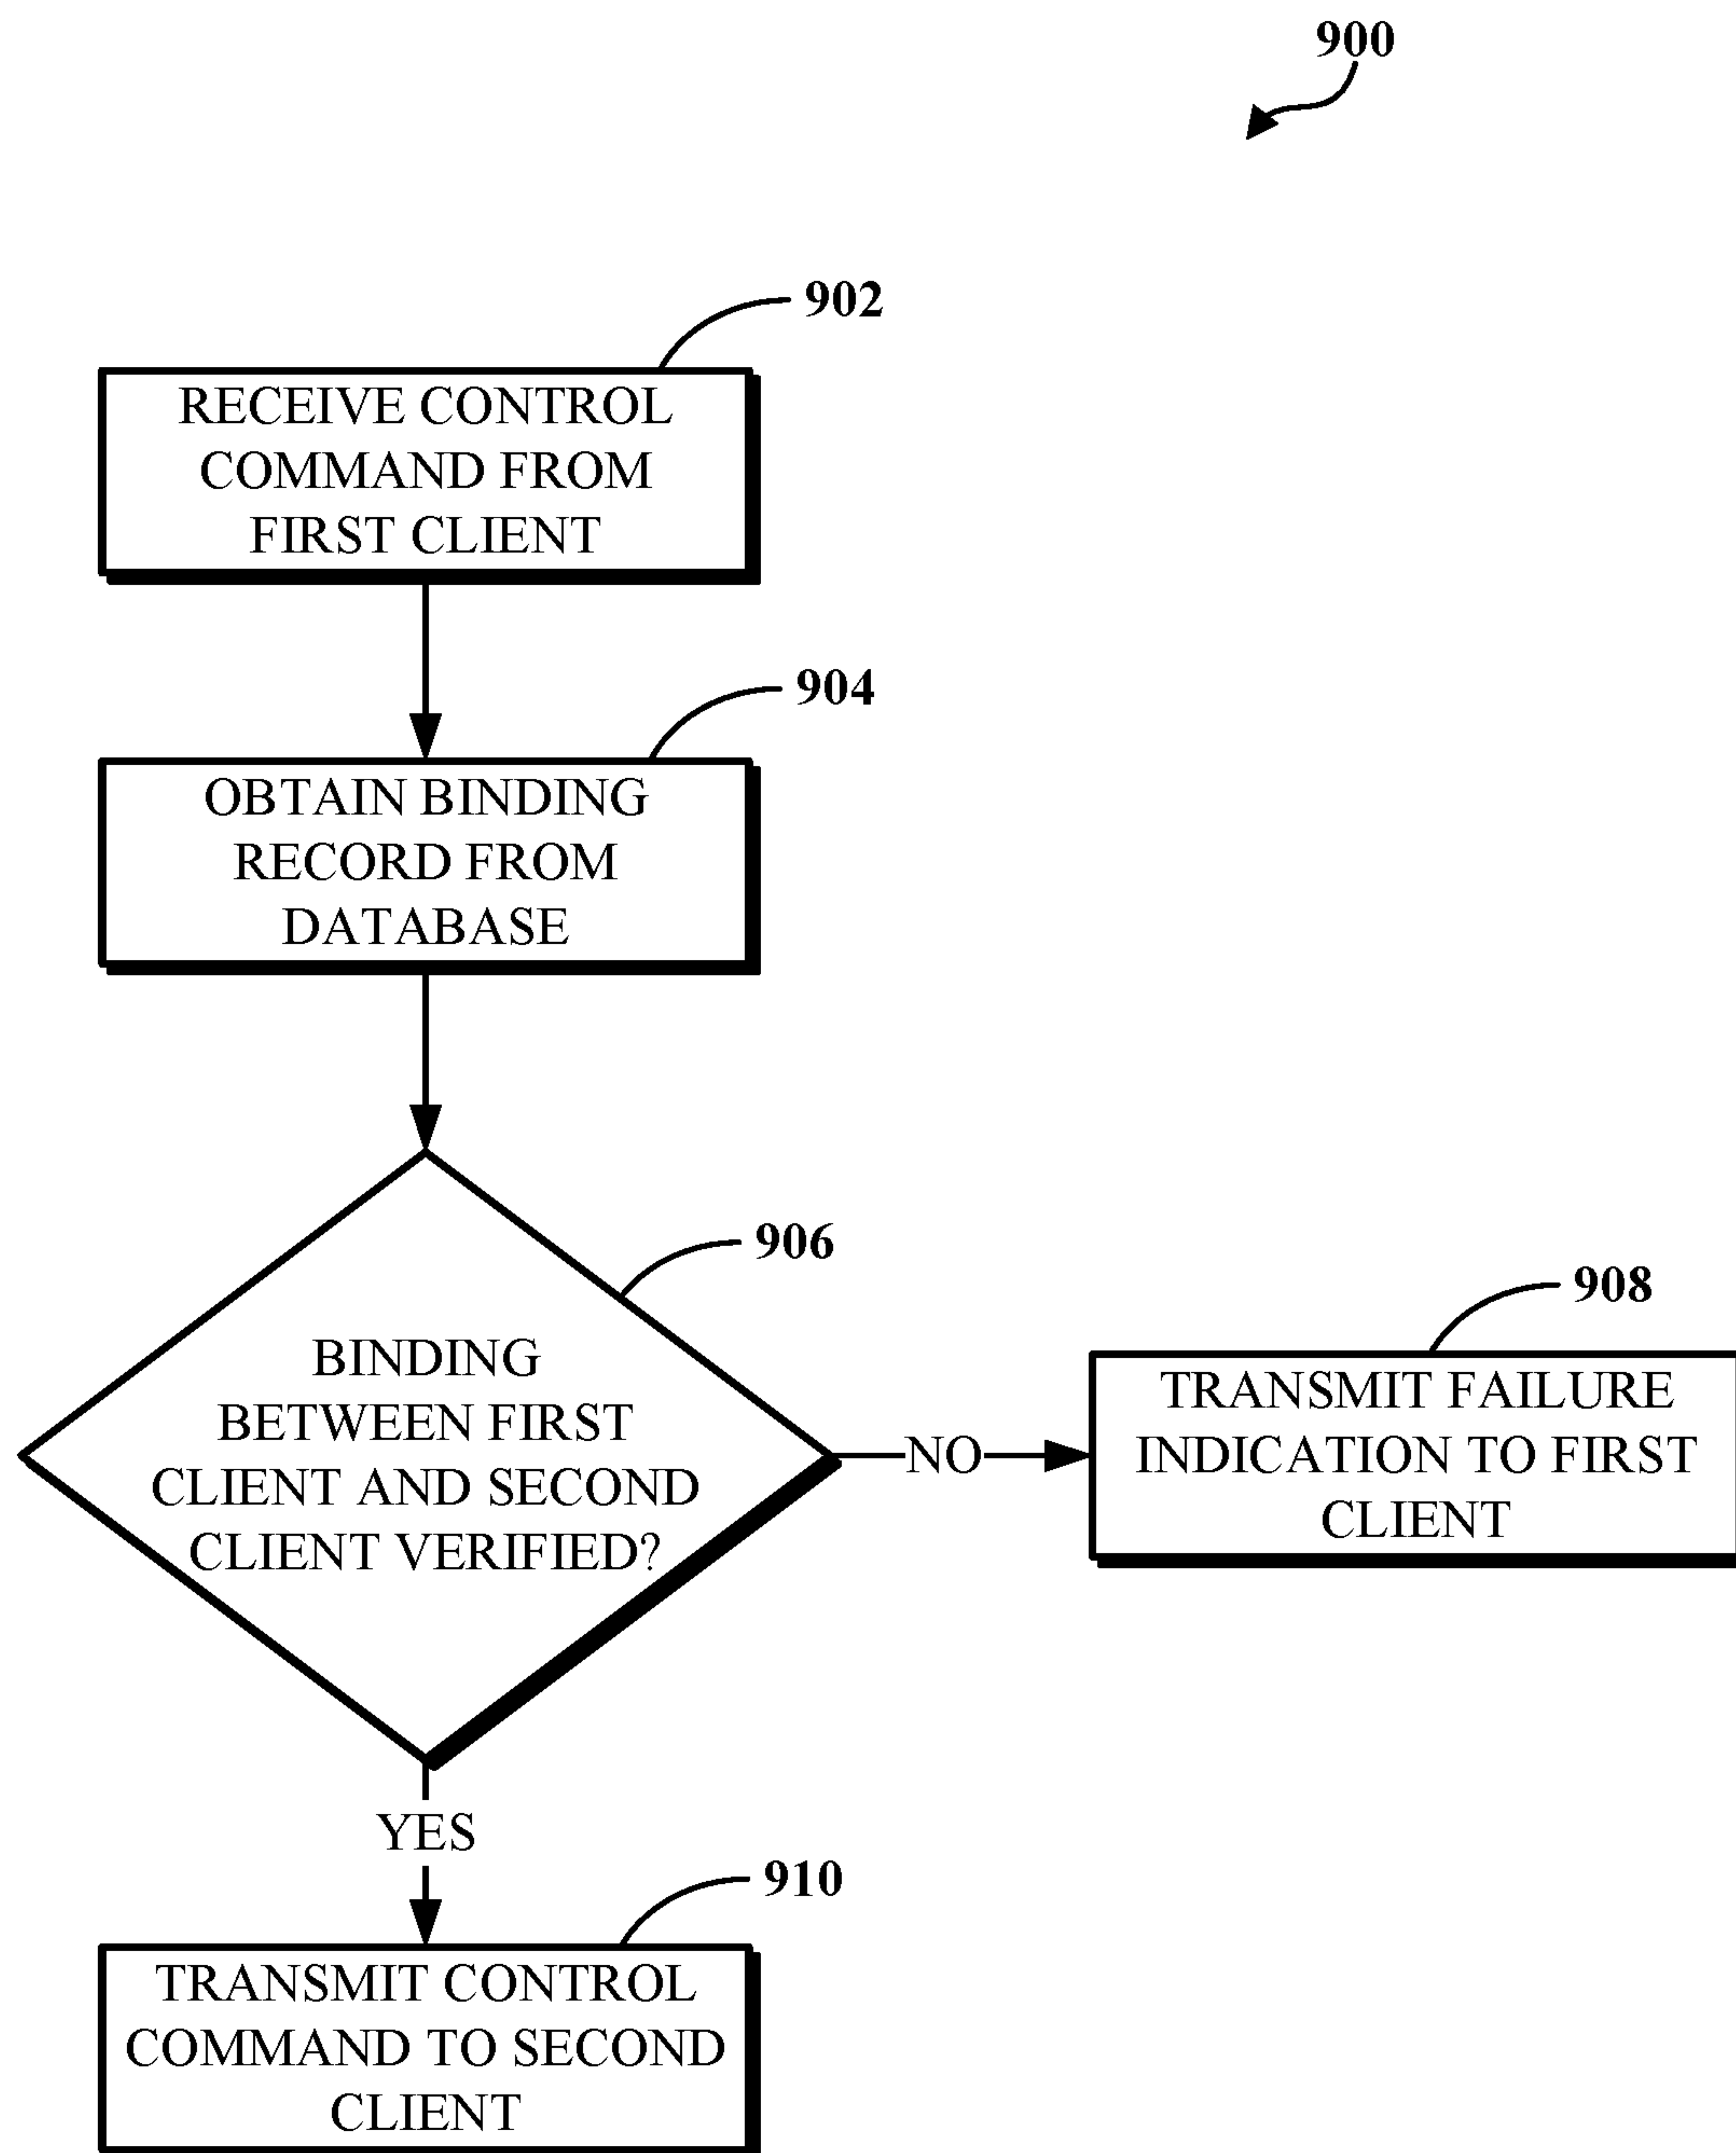 900
902
RECEIVE CONTROL
COMMAND FROM
FIRST CLIENT
904
OBTAIN BINDING
RECORD FROM
DATABASE
906
BINDING
BETWEEN FIRST
CLIENT AND SECOND
CLIENT VERIFIED?
NO
908
TRANSMIT FAILURE
INDICATION TO FIRST
CLIENT
YES
910
TRANSMIT CONTROL
COMMAND TO SECOND
CLIENT